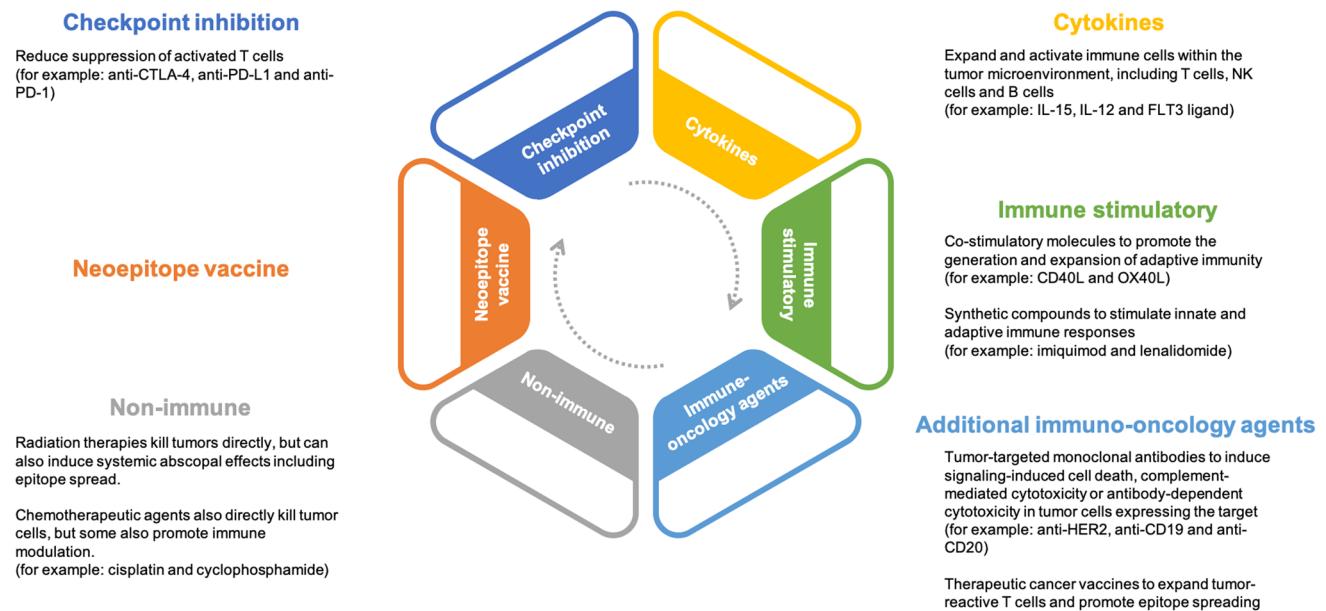 Checkpoint inhibition
Reduce suppression of activated T cells
(for example: anti-CTLA-4, anti-PD-L1 and anti-
PD-1)
Neoepitope vaccine
Non-immune
Radiation therapies kill tumors directly, but can
also induce systemic abscopal effects including
epitope spread.
Chemotherapeutic agents also directly kill tumor
cells, but some also promote immune
modulation.
(for example: cisplatin and cyclophosphamide)
Checkpoint
inhibition
Cytokines
Immune
stimulatory
Immune-
oncology agents
Non-immune
Neoepitope
vaccine
Cytokines
Expand and activate immune cells within the
tumor microenvironment, including T cells, NK
cells and B cells
(for example: IL-15, IL-12 and FLT3 ligand)
Immune stimulatory
Co-stimulatory molecules to promote the
generation and expansion of adaptive immunity
(for example: CD40L and OX40L)
Synthetic compounds to stimulate innate and
adaptive immune responses
(for example: imiquimod and lenalidomide)
Additional immuno-oncology agents
Tumor-targeted monoclonal antibodies to induce
signaling-induced cell death, complement-
mediated cytotoxicity or antibody-dependent
cytotoxicity in tumor cells expressing the target
(for example: anti-HER2, anti-CD19 and anti-
CD20)
Therapeutic cancer vaccines to expand tumor-
reactive T cells and promote epitope spreading